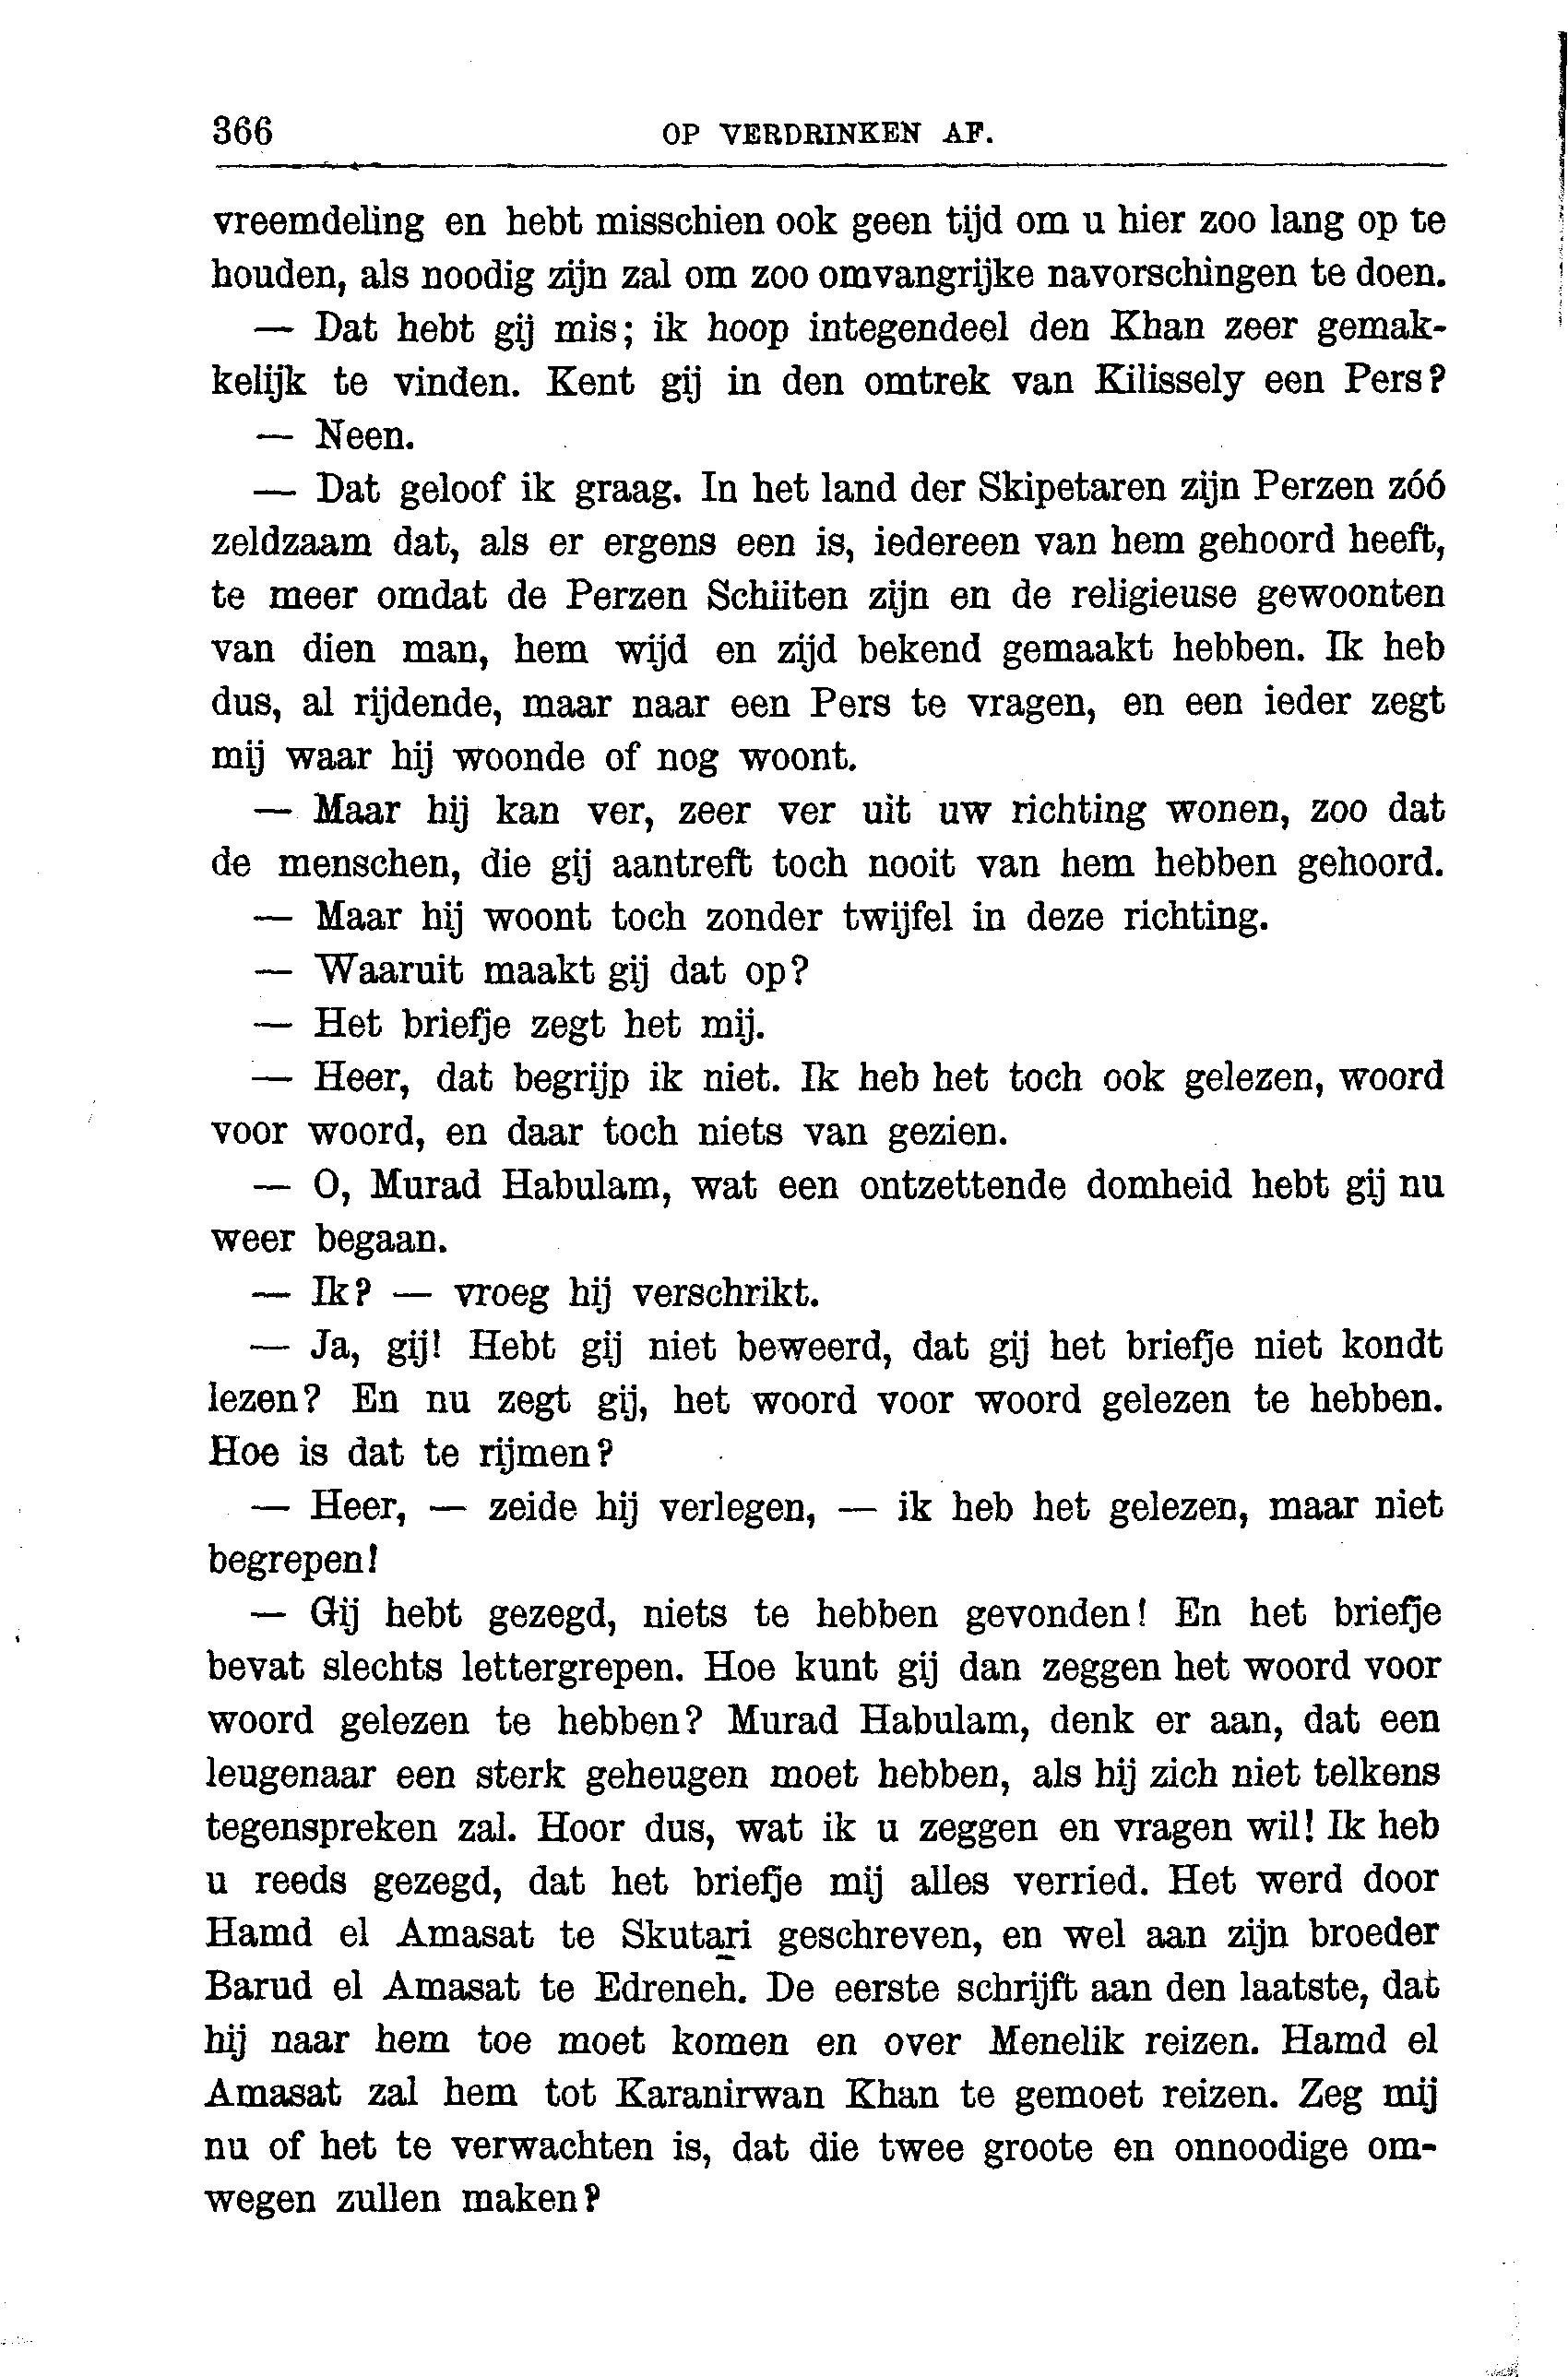 366 OP VERDRINKEN AF.
vreemdeling en hebt misschien ook geen tijd om u hier zoo lang op te
houden, als noodig zijn zal om zoo omvangrijke navorschingen te doen.
— Dat hebt gij mis; ik hoop integendeel den Khan zeer gemak-
kelijk te vinden. Kent gij in den omtrek van Kilissely een Pers?
— Neen.
— Dat geloof ik graag. In het land der Skipetaren zijn Perzen zóó
zeldzaam dat, als er ergens een is, iedereen van hem gehoord heeft,
te meer omdat de Perzen Schiiten zijn en de religieuse gewoonten
van dien man, hem wijd en zijd bekend gemaakt hebben. Ik heb
dus, al rijdende, maar naar een Pers te vragen, en een ieder zegt
mij waar hij woonde of nog woont.
— Maar hij kan ver, zeer ver uit uw richting wonen, zoo dat
de menschen, die gij aantreft toch nooit van hem hebben gehoord.
— Maar hij woont toch zonder twijfel in deze richting.
— Waaruit maakt gij dat op?
— Het briefje zegt het mij.
— Heer, dat begrijp ik niet. Ik heb het toch ook gelezen, woord
voor woord, en daar toch niets van gezien.
— O, Murad Habulam, wat een ontzettende domheid hebt gij nu
weer begaan.
— Ik? — vroeg hij verschrikt.
— Ja, gij! Hebt gij niet beweerd, dat gij het briefje niet kondt
lezen? En nu zegt gij, het woord voor woord gelezen te hebben.
Hoe is dat te rijmen?
— Heer, — zeide hij verlegen, — ik heb het gelezen, maar niet
begrepen!
— Gij hebt gezegd, niets te hebben gevonden! En het briefje
bevat slechts lettergrepen. Hoe kunt gij dan zeggen het woord voor
woord gelezen te hebben? Murad Habulam, denk er aan, dat een
leugenaar een sterk geheugen moet hebben, als hij zich niet telkens
tegenspreken zal. Hoor dus, wat ik u zeggen en vragen wil! Ik heb
u reeds gezegd, dat het briefje mij alles verried. Het werd door
Hamd el Amasat te Skutari geschreven, en wel aan zijn broeder
Barud el Amasat te Edreneh. De eerste schrijft aan den laatste, dat
hij naar hem toe moet komen en over Menelik reizen. Hamd el
Amasat zal hem tot Karanirwan Khan te gemoet reizen. Zeg mij
nu of het te verwachten is, dat die twee groote en onnoodige om-
wegen zullen maken?